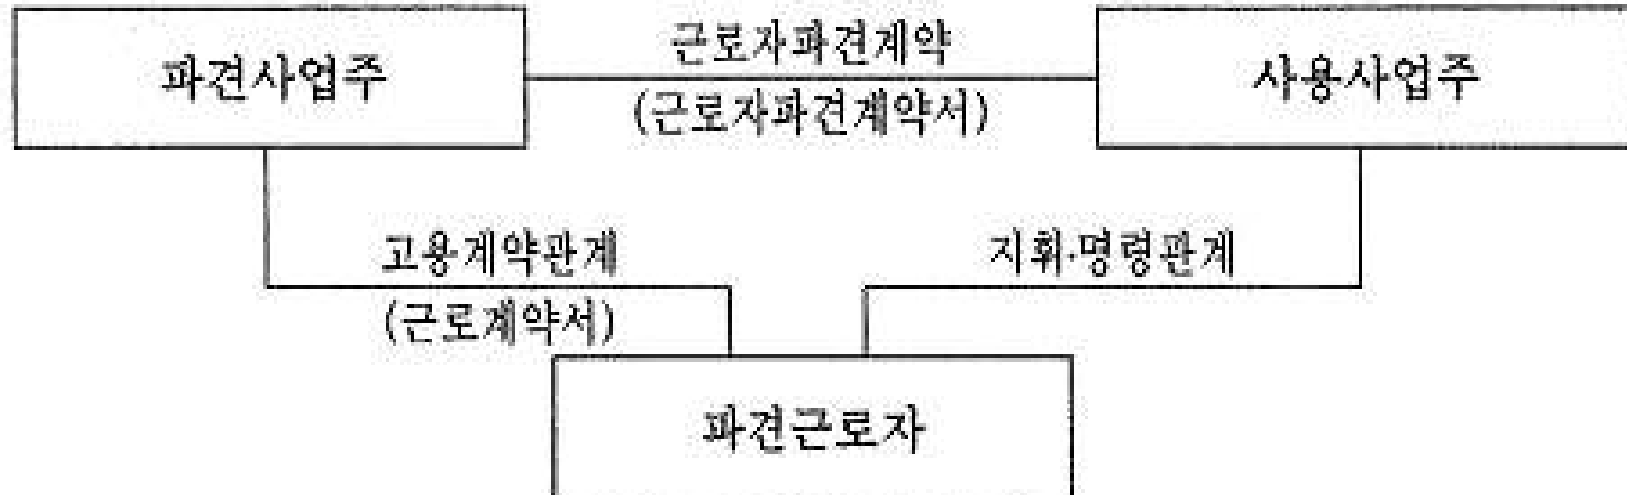 파견사업주
근로자파견계약
(근로자파견계약서)
사용사업주
고용계약관계
(근로계약서)
지휘·명령관계
파견근로자